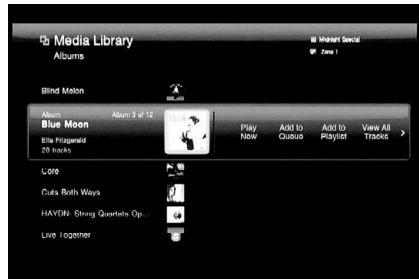 Media Library
Albums
Midnight Special
Zone 1
Blind Melon
Album
Album 3 of 12
Blue Moon
Ella Fitzgerald
20 tracks
Play Now
Add to Queue
Add to Playlist
View All Tracks
Core
Cuts Both Ways
HAYDN: String Quartets Op...
Live Together